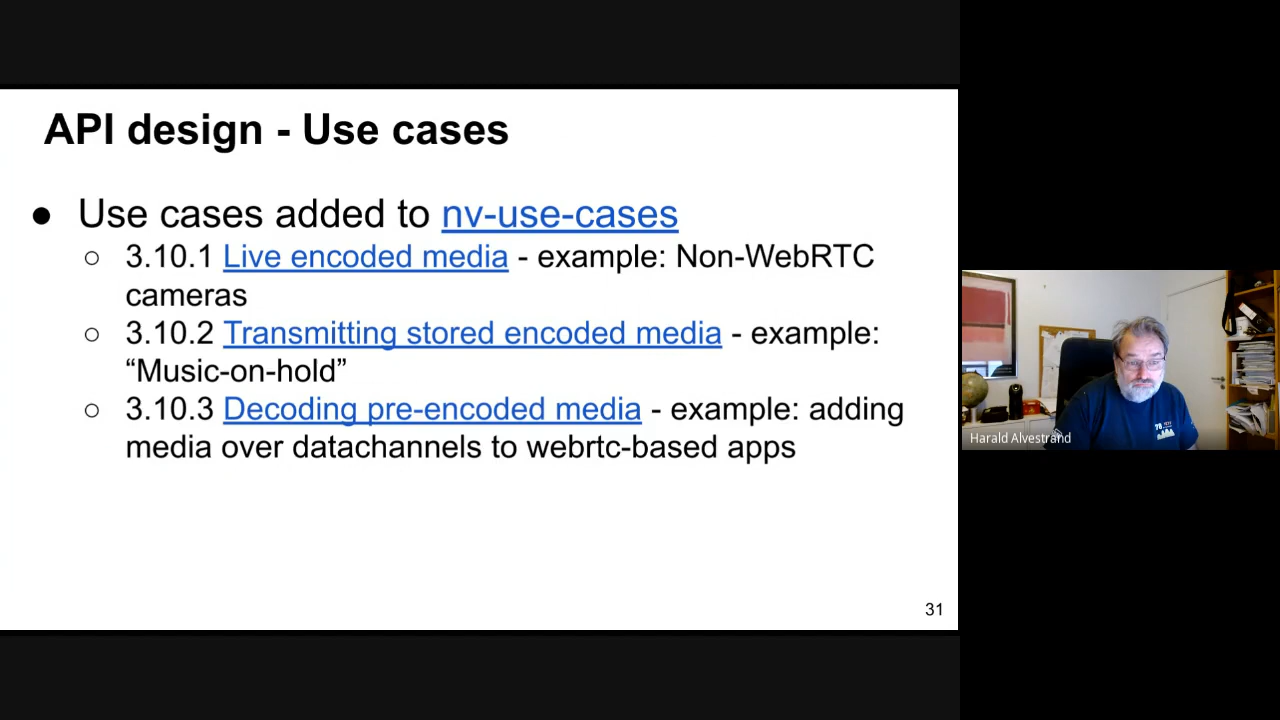 API design - Use cases
● Use cases added to nv-use-cases
○ 3.10.1 Live encoded media - example: Non-WebRTC
cameras
○ 3.10.2 Transmitting stored encoded media - example:
“Music-on-hold”
○ 3.10.3 Decoding pre-encoded media - example: adding
media over datachannels to webrtc-based apps
31
Harald Alvestrand